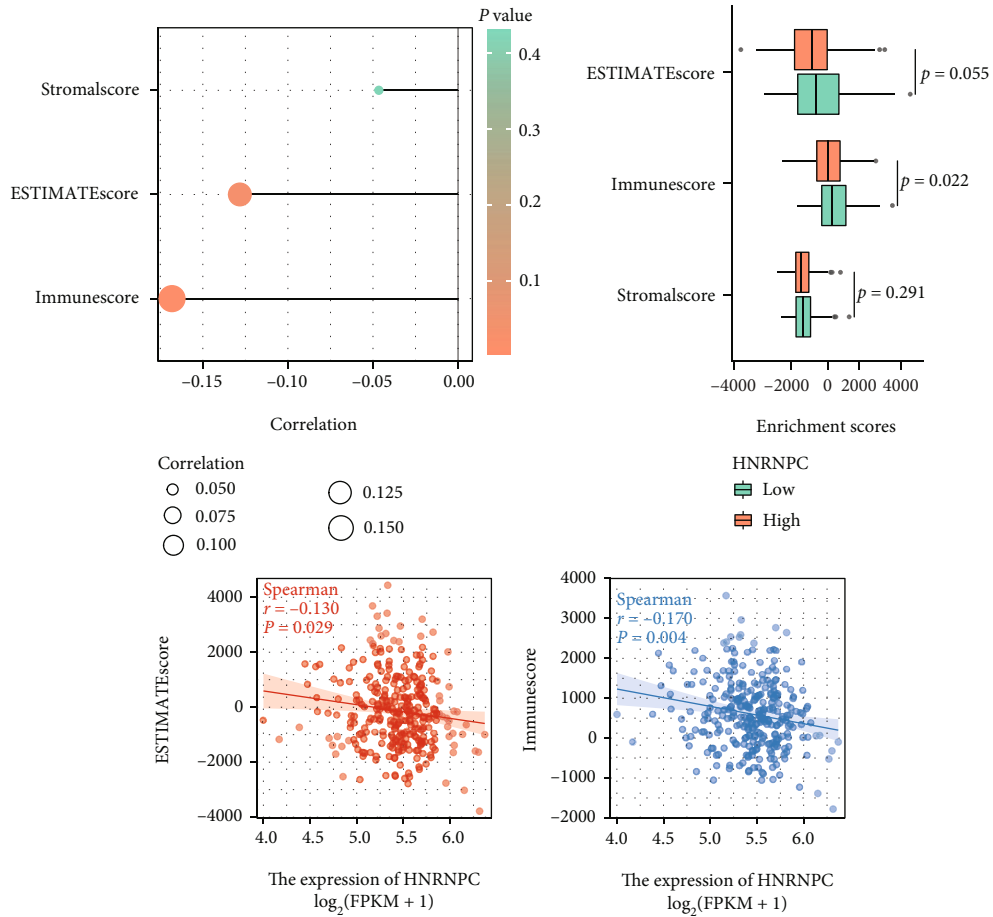 P value
Stromalscore
ESTIMATEscore
Immunescore
0.4
0.3
0.2
0.1
−0.15
−0.10
−0.05
0.00
Correlation
Correlation
0.050
0.075
0.100
0.125
0.150
ESTIMATEscore
Immunescore
Stromalscore
p = 0.055
p = 0.022
p = 0.291
−4000
−2000
0
2000
4000
Enrichment scores
HNRNPC
Low
High
Spearman
r = −0.130
P = 0.029
ESTIMATEscore
4000
2000
0
−2000
−4000
4.0
4.5
5.0
5.5
6.0
The expression of HNRNPC
log2(FPKM + 1)
Spearman
r = −0.170
P = 0.004
Immunescore
4000
3000
2000
1000
0
−1000
−2000
4.0
4.5
5.0
5.5
6.0
The expression of HNRNPC
log2(FPKM + 1)